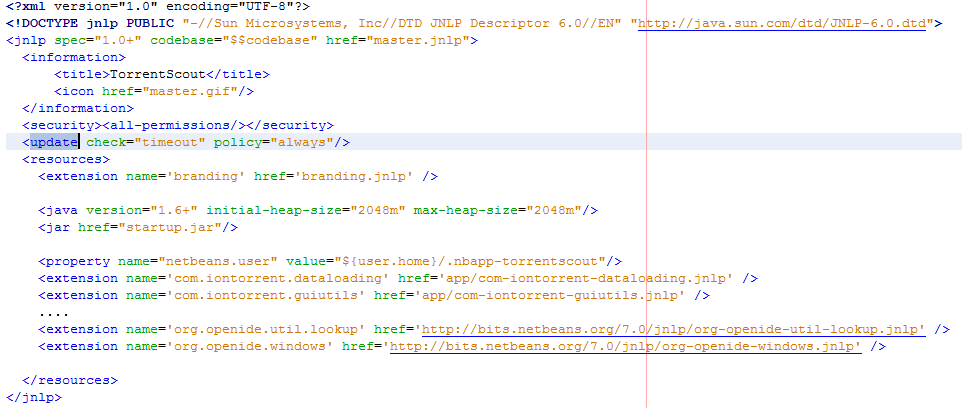 <?xml version="1.0" encoding="UTF-8"?>
<!DOCTYPE jnlp PUBLIC "-//Sun Microsystems, Inc//DTD JNLP Descriptor 6.0//EN" "http://java.sun.com/dtd/JNLP-6.0.dtd">
<jnlp spec="1.0+" codebase="$$codebase" href="master.jnlp">
  <information>
      <title>TorrentScout</title>
      <icon href="master.gif"/>
  </information>
  <security><all-permissions/></security>
  <update check="timeout" policy="always"/>
  <resources>
    <extension name='branding' href='branding.jnlp' />
    <java version="1.6+" initial-heap-size="2048m" max-heap-size="2048m"/>
    <jar href="startup.jar"/>
    <property name="netbeans.user" value="${user.home}/.nbapp-torrentscout"/>
    <extension name='com.iontorrent.dataloading' href='app/com-iontorrent-dataloading.jnlp' />
    <extension name='com.iontorrent.guiutils' href='app/com-iontorrent-guiutils.jnlp' />
    ....
    <extension name='org.openide.util.lookup' href='http://bits.netbeans.org/7.0/jnlp/org-openide-util-lookup.jnlp' />
    <extension name='org.openide.windows' href='http://bits.netbeans.org/7.0/jnlp/org-openide-windows.jnlp' />
  </resources>
</jnlp>